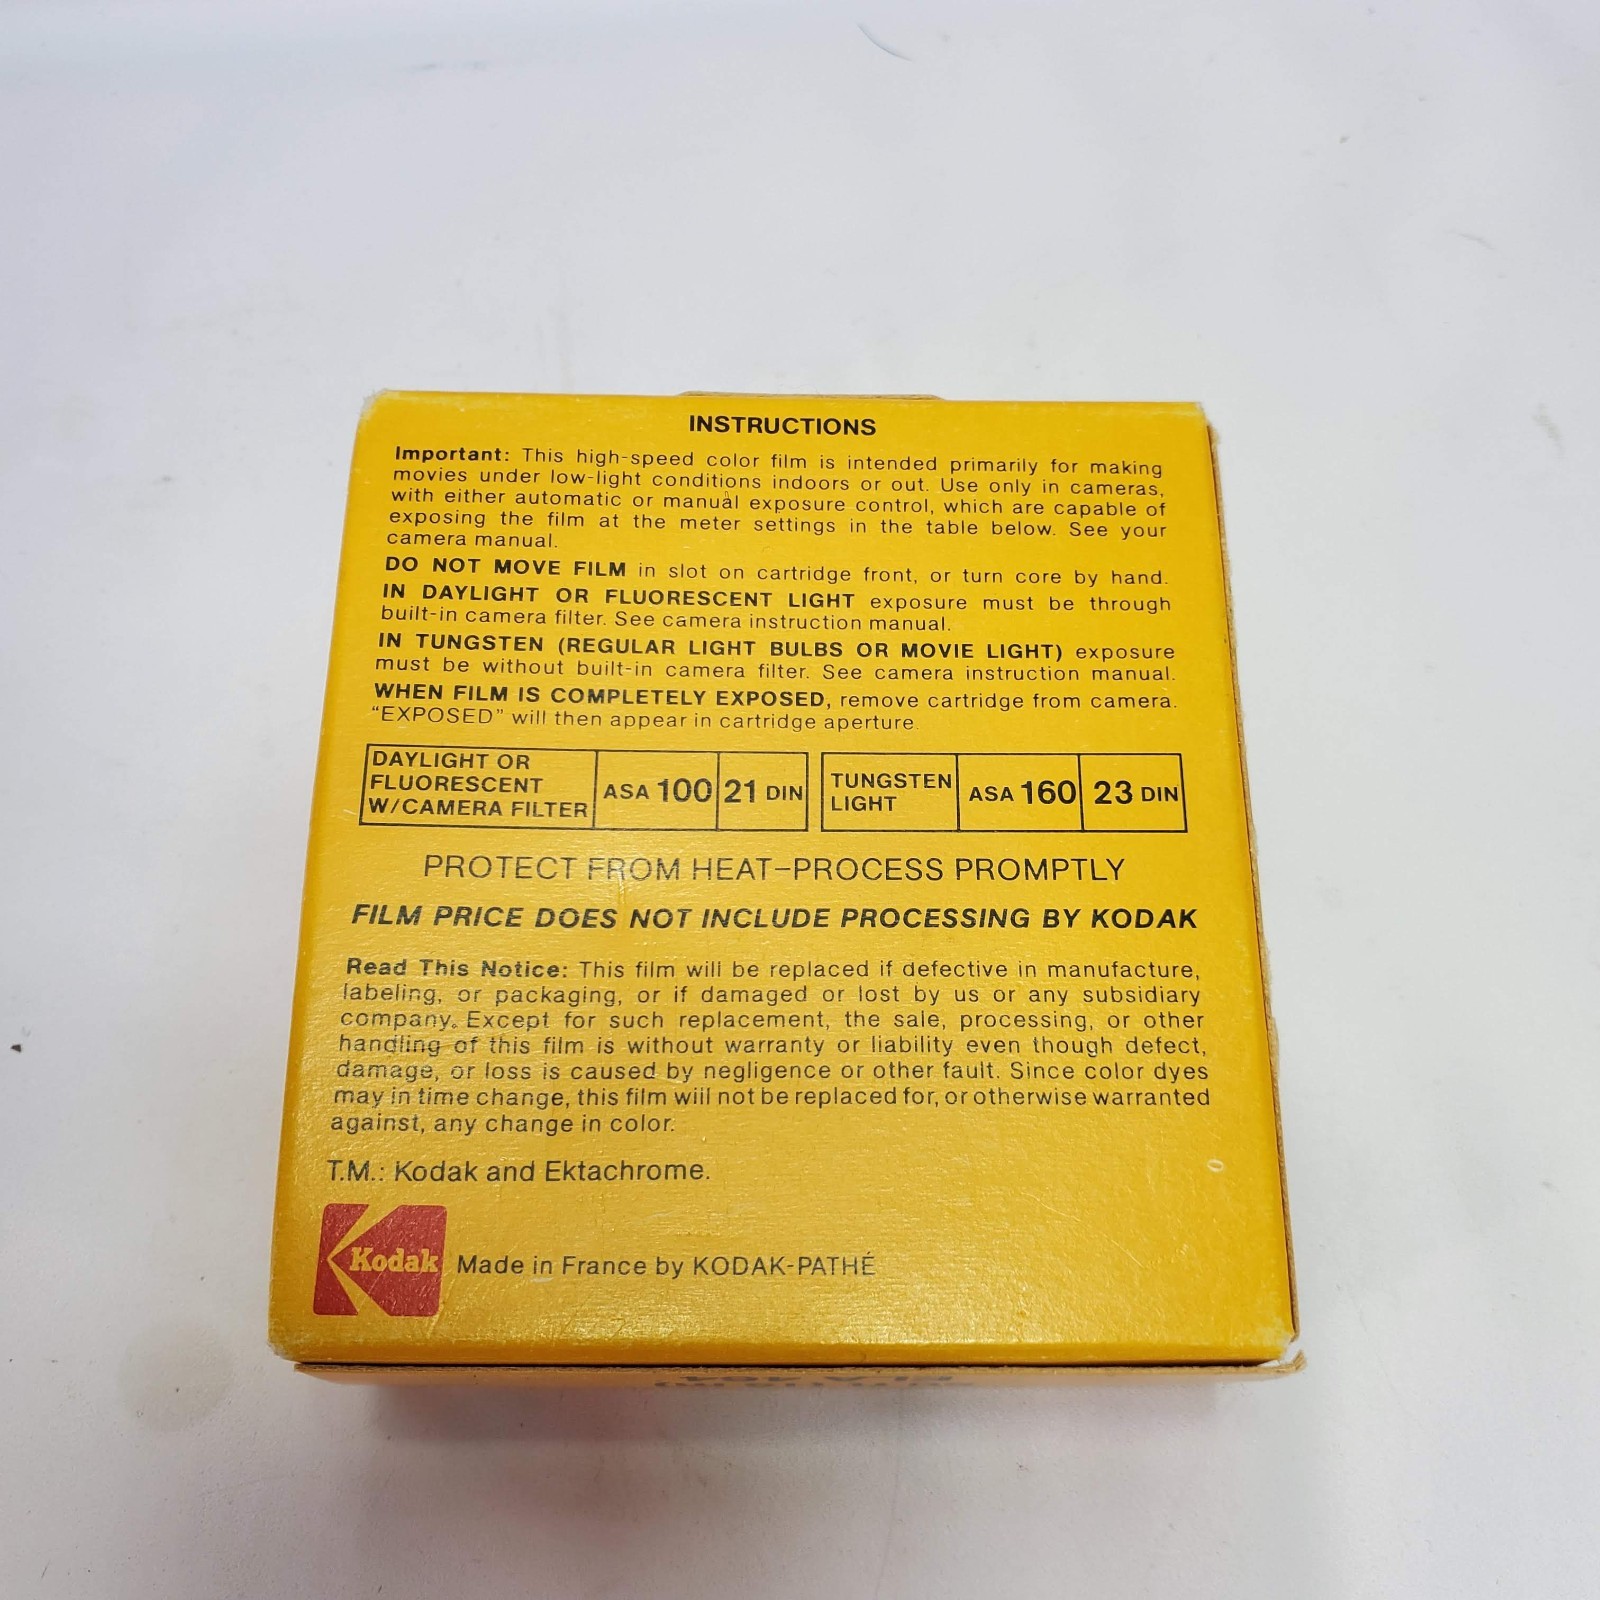 INSTRUCTIONS
Important: This high-speed color film is intended primarily for making
movies under low-light conditions indoors or out. Use only in cameras,
with either automatic or manual exposure control, which are capable of
exposing the film at the meter settings in the table below. See your
camera manual.
DO NOT MOVE FILM in slot on cartridge front, or turn core by hand.
IN DAYLIGHT OR FLUORESCENT LIGHT exposure must be through
built-in camera filter. See camera instruction manual.
IN TUNGSTEN (REGULAR LIGHT BULBS OR MOVIE LIGHT) exposure
must be without built-in camera filter. See camera instruction manual.
WHEN FILM IS COMPLETELY EXPOSED, remove cartridge from camera.
“EXPOSED” will then appear in cartridge aperture.
DAYLIGHT OR
FLUORESCENT
W/CAMERA FILTER
ASA 100
21 DIN
TUNGSTEN
LIGHT
ASA 160
23 DIN
PROTECT FROM HEAT–PROCESS PROMPTLY
FILM PRICE DOES NOT INCLUDE PROCESSING BY KODAK
Read This Notice: This film will be replaced if defective in manufacture,
labeling, or packaging, or if damaged or lost by us or any subsidiary
company. Except for such replacement, the sale, processing, or other
handling of this film is without warranty or liability even though defect,
damage, or loss is caused by negligence or other fault. Since color dyes
may in time change, this film will not be replaced for, or otherwise warranted
against, any change in color.
T.M.: Kodak and Ektachrome.
Kodak
Made in France by KODAK-PATHÉ